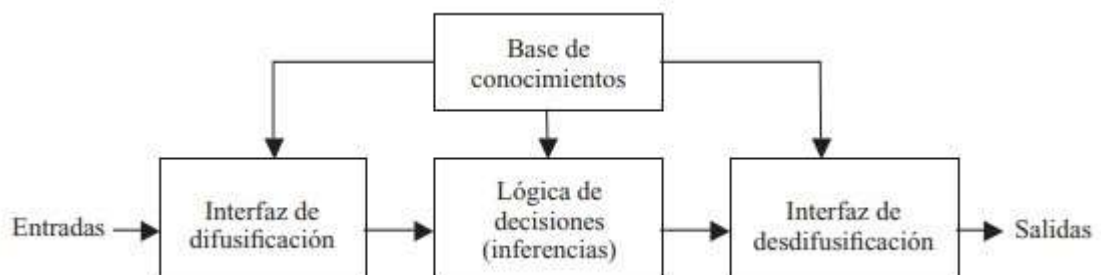 Base de
conocimientos
Entradas
Interfaz de
difusificación
Lógica de
decisiones
(inferencias)
Interfaz de
desdifusificación
Salidas